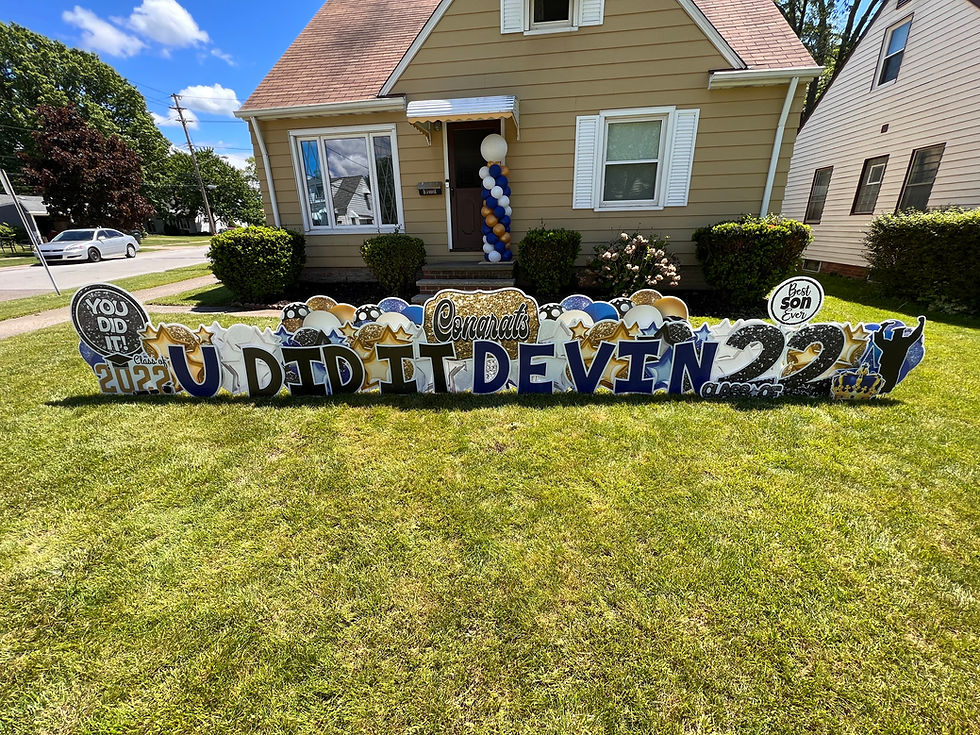 YOU
DID
IT!
Class of
2022
Congrats
U DID IT DEVIN 22
Best
SON
Ever